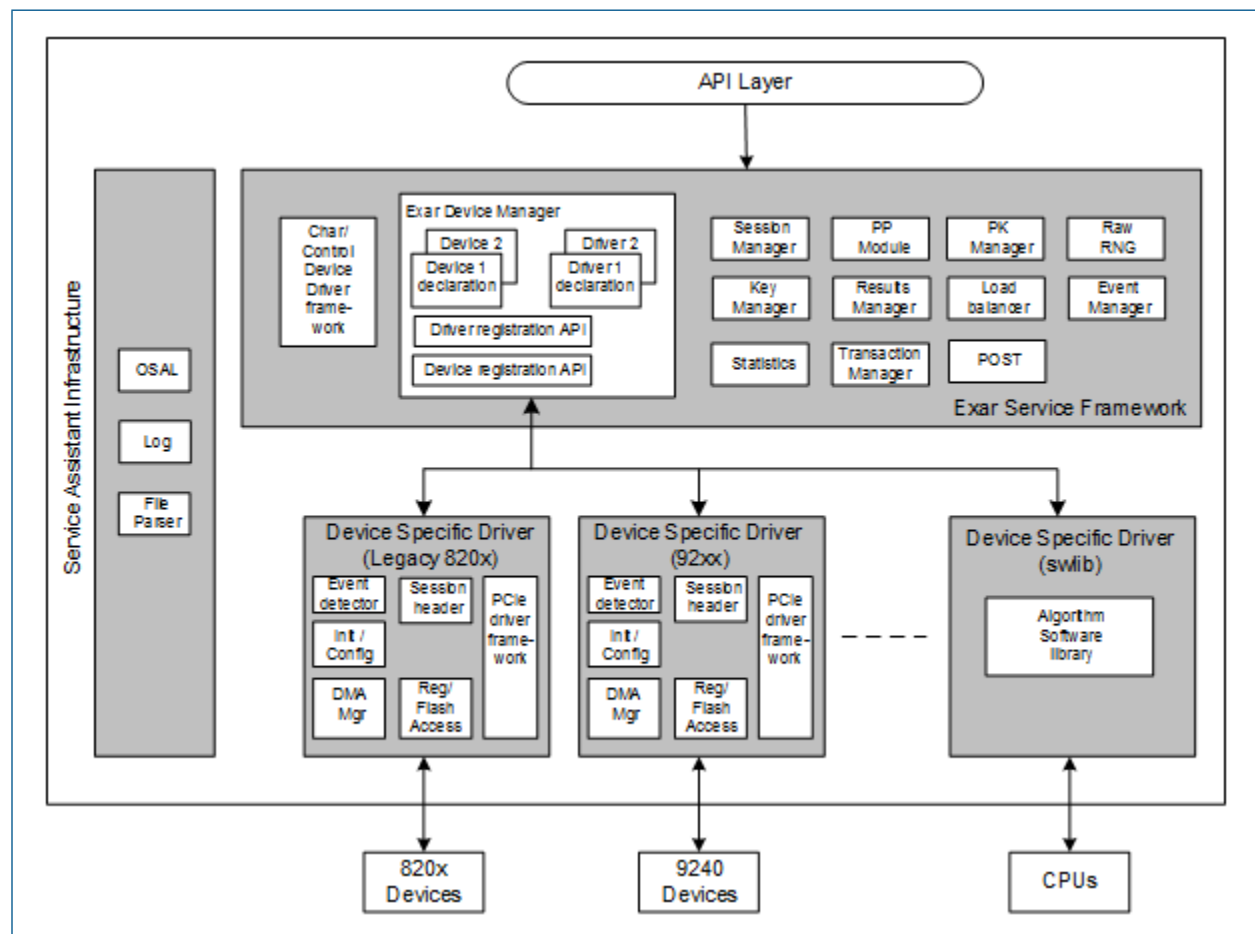 API Layer
Service Assistant Infrastructure
OSAL
Log
File
Parser
Char/
Control
Device
Driver
frame-
work
Exar Device Manager
Device 2
Device 1
declaration
Driver 2
Driver 1
declaration
Driver registration API
Device registration API
Session
Manager
PP
Module
PK
Manager
Raw
RNG
Key
Manager
Results
Manager
Load
balancer
Event
Manager
Statistics
Transaction
Manager
POST
Exar Service Framework
Device Specific Driver
(Legacy 820x)
Event
detector
Session
header
PCIe
driver
frame-
work
Init /
Config
DMA
Mgr
Reg/
Flash
Access
Device Specific Driver
(92xx)
Event
detector
Session
header
PCIe
driver
frame-
work
Init /
Config
DMA
Mgr
Reg/
Flash
Access
Device Specific Driver
(swlib)
Algorithm
Software
library
820x
Devices
9240
Devices
CPUs